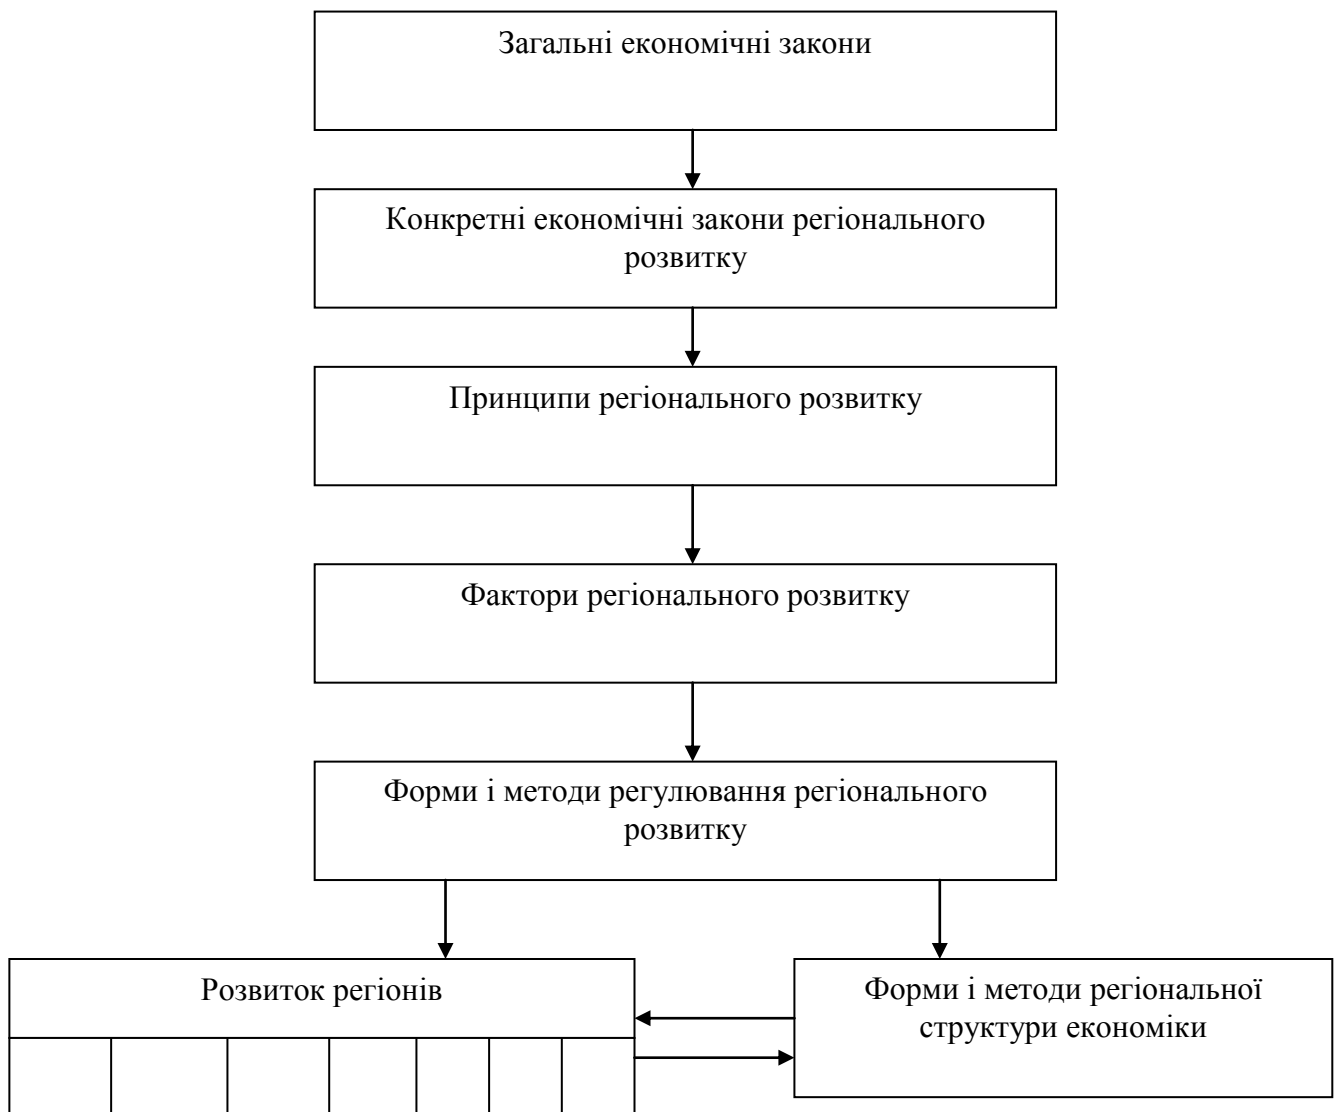 Загальні економічні закони
Конкретні економічні закони регіонального
розвитку
Принципи регіонального розвитку
Фактори регіонального розвитку
Форми і методи регулювання регіонального
розвитку
Розвиток регіонів
Форми і методи регіональної
структури економіки